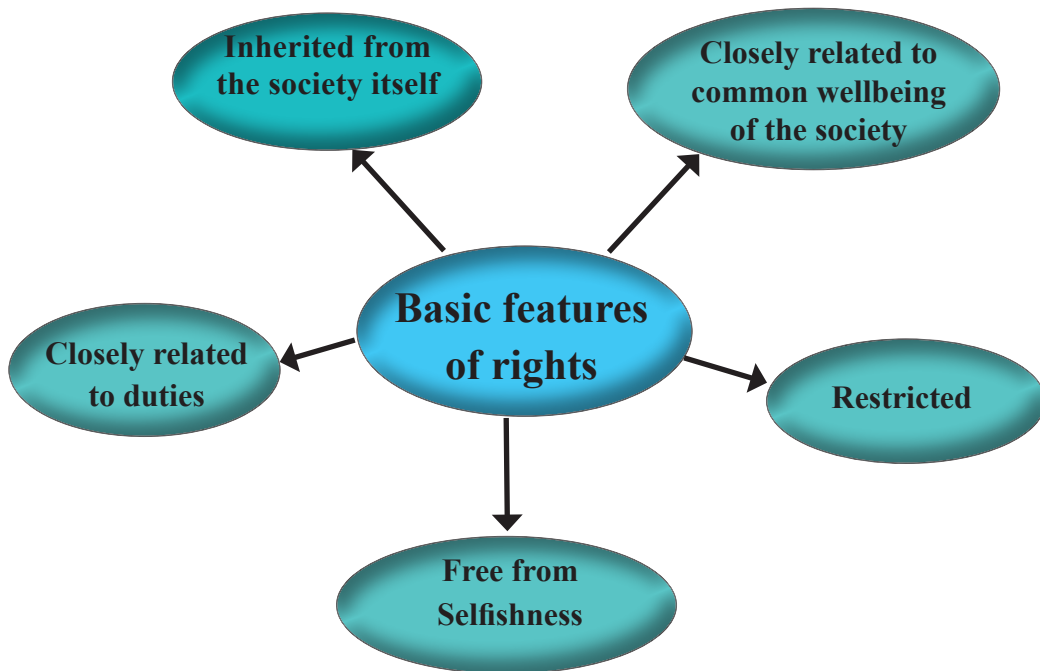 Inherited from
the society itself
Closely related to
common wellbeing
of the society
Basic features
of rights
Closely related
to duties
Restricted
Free from
Selfishness